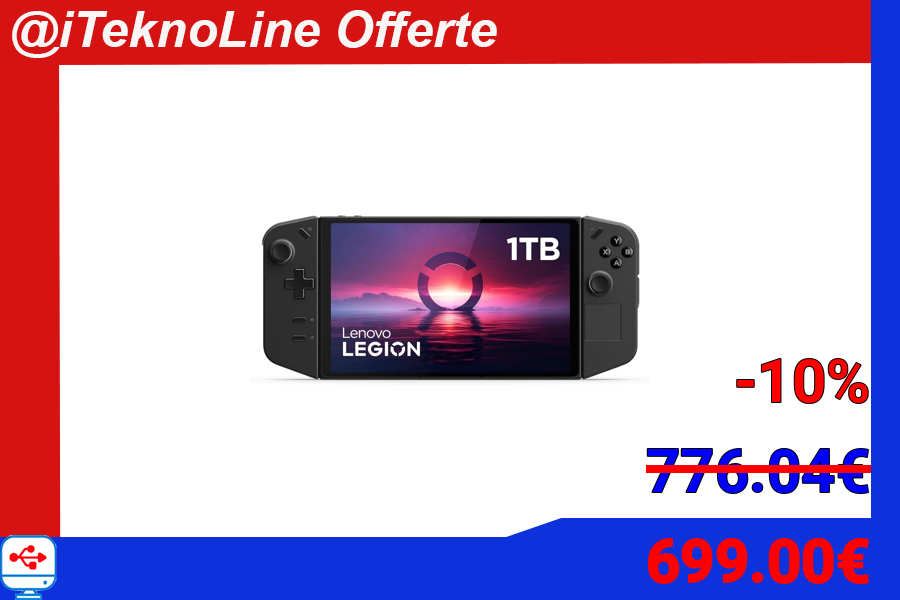 @iTeknoLine Offerte
1TB
Lenovo
LEGION
Y
X B
A
-10%
776.04€
699.00€